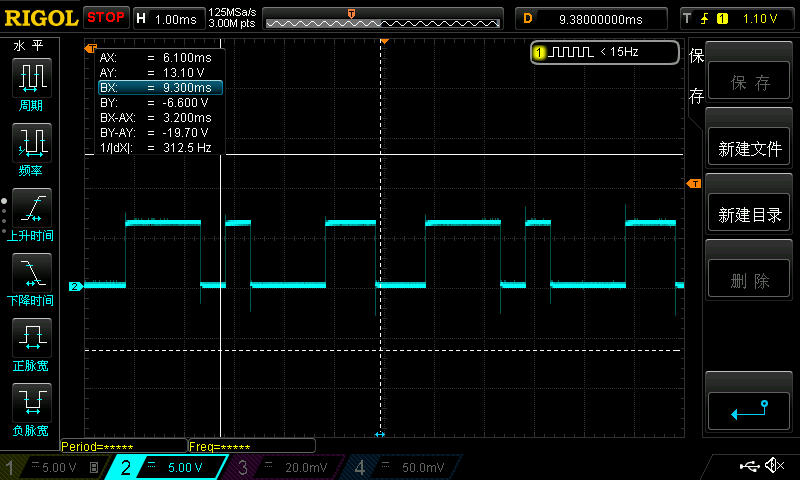 RIGOL STOP H 1.00ms 125MSa/s D 9.38000000ms T 1 1.10 V
3.00M pts
T
水 平
周期
频率
上升时间
下降时间
正脉宽
负脉宽
T
AX: = 6.100ms
AY: = 13.10 V
BX: = 9.300ms
BY: = -6.600 V
BX-AX: = 3.200ms
BY-AY: = -19.70 V
1/|dX|: = 312.5 Hz
1 < 15Hz
T
2
保存
保 存
新建文件
新建目录
删 除
Period=***** Freq=*****
1 5.00 V B 2 5.00 V 3 20.0mV 4 50.0mV